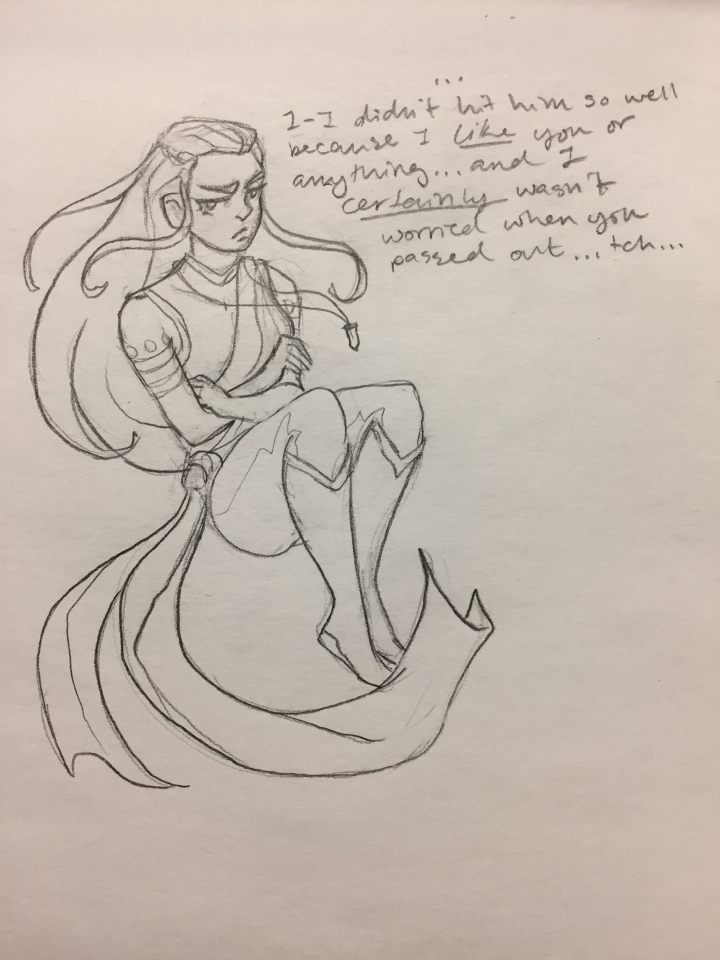 ...
I-I didn't hit him so well
because I like you or
anything...and I
certainly wasn't
worried when you
passed out...tch...